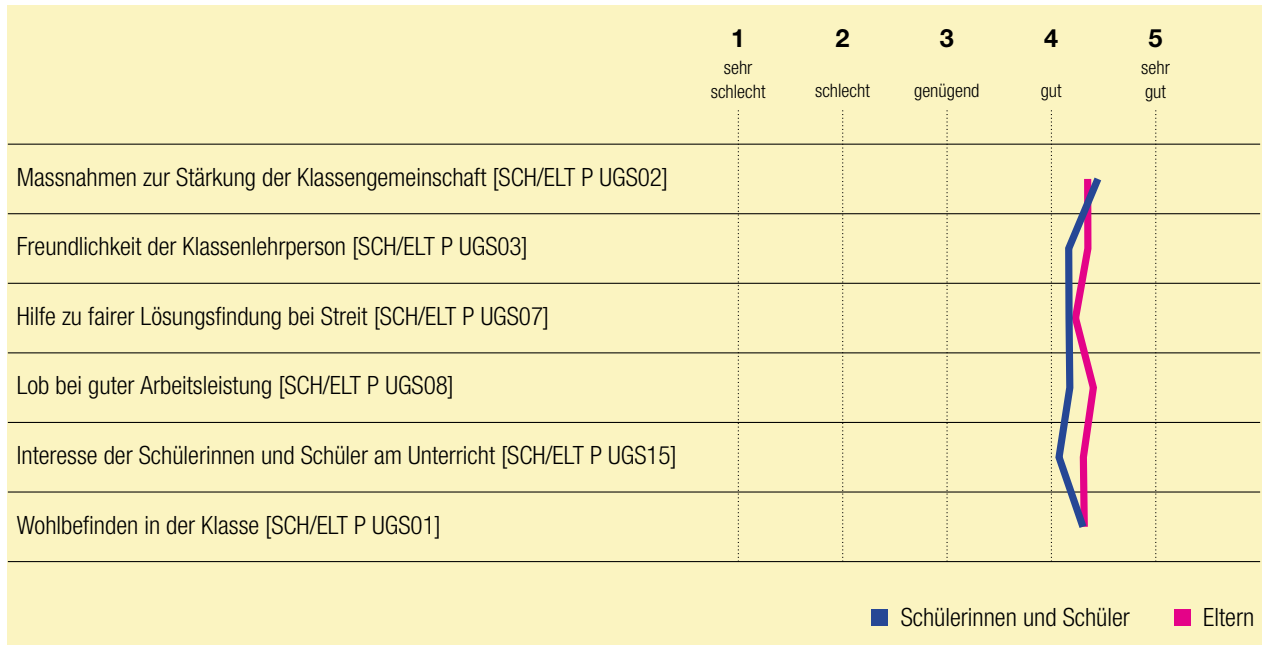 1 2 3 4 5
sehr schlecht schlecht genügend gut sehr gut
Massnahmen zur Stärkung der Klassengemeinschaft [SCH/ELT P UGS02]
Freundlichkeit der Klassenlehrperson [SCH/ELT P UGS03]
Hilfe zu fairer Lösungsfindung bei Streit [SCH/ELT P UGS07]
Lob bei guter Arbeitsleistung [SCH/ELT P UGS08]
Interesse der Schülerinnen und Schüler am Unterricht [SCH/ELT P UGS15]
Wohlbefinden in der Klasse [SCH/ELT P UGS01]
Schülerinnen und Schüler Eltern